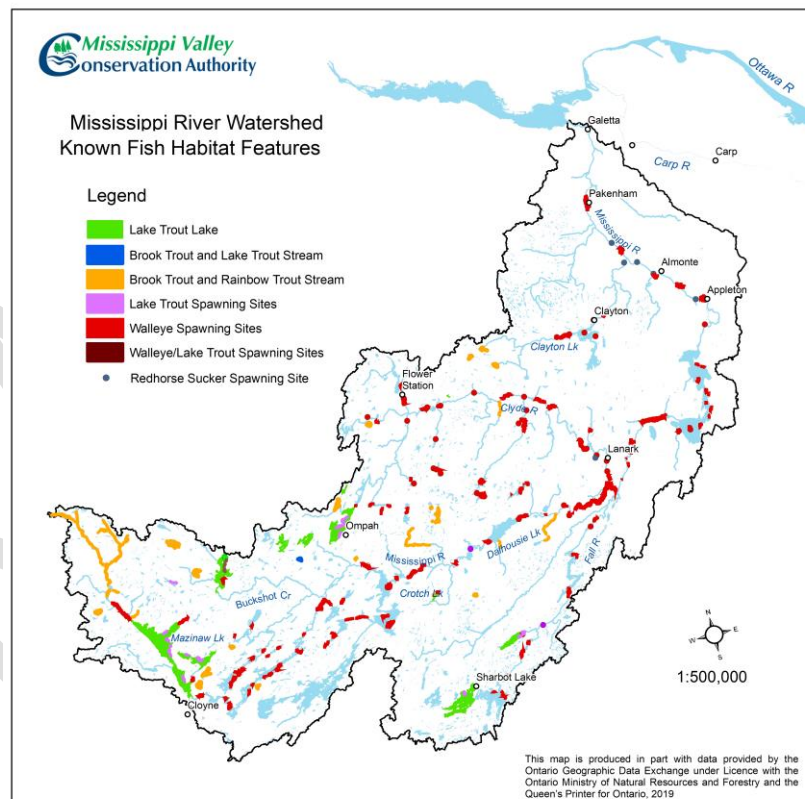 Mississippi Valley
Conservation Authority
Mississippi River Watershed
Known Fish Habitat Features
Legend
Lake Trout Lake
Brook Trout and Lake Trout Stream
Brook Trout and Rainbow Trout Stream
Lake Trout Spawning Sites
Walleye Spawning Sites
Walleye/Lake Trout Spawning Sites
Redhorse Sucker Spawning Site
Ottawa R
Galetta
Carp
Carp R
Pakenham
Mississippi R
Almonte
Appleton
Clayton
Clayton Lk
Flower
Station
Clyde R
Lanark
Ompah
Mississippi R
Dalhousie Lk
Fall R
Buckshot Cr
Crotch Lk
Mazinaw Lk
Sharbot Lake
Cloyne
N
W E
S
1:500,000
This map is produced in part with data provided by the
Ontario Geographic Data Exchange under Licence with the
Ontario Ministry of Natural Resources and Forestry and the
Queen's Printer for Ontario, 2019